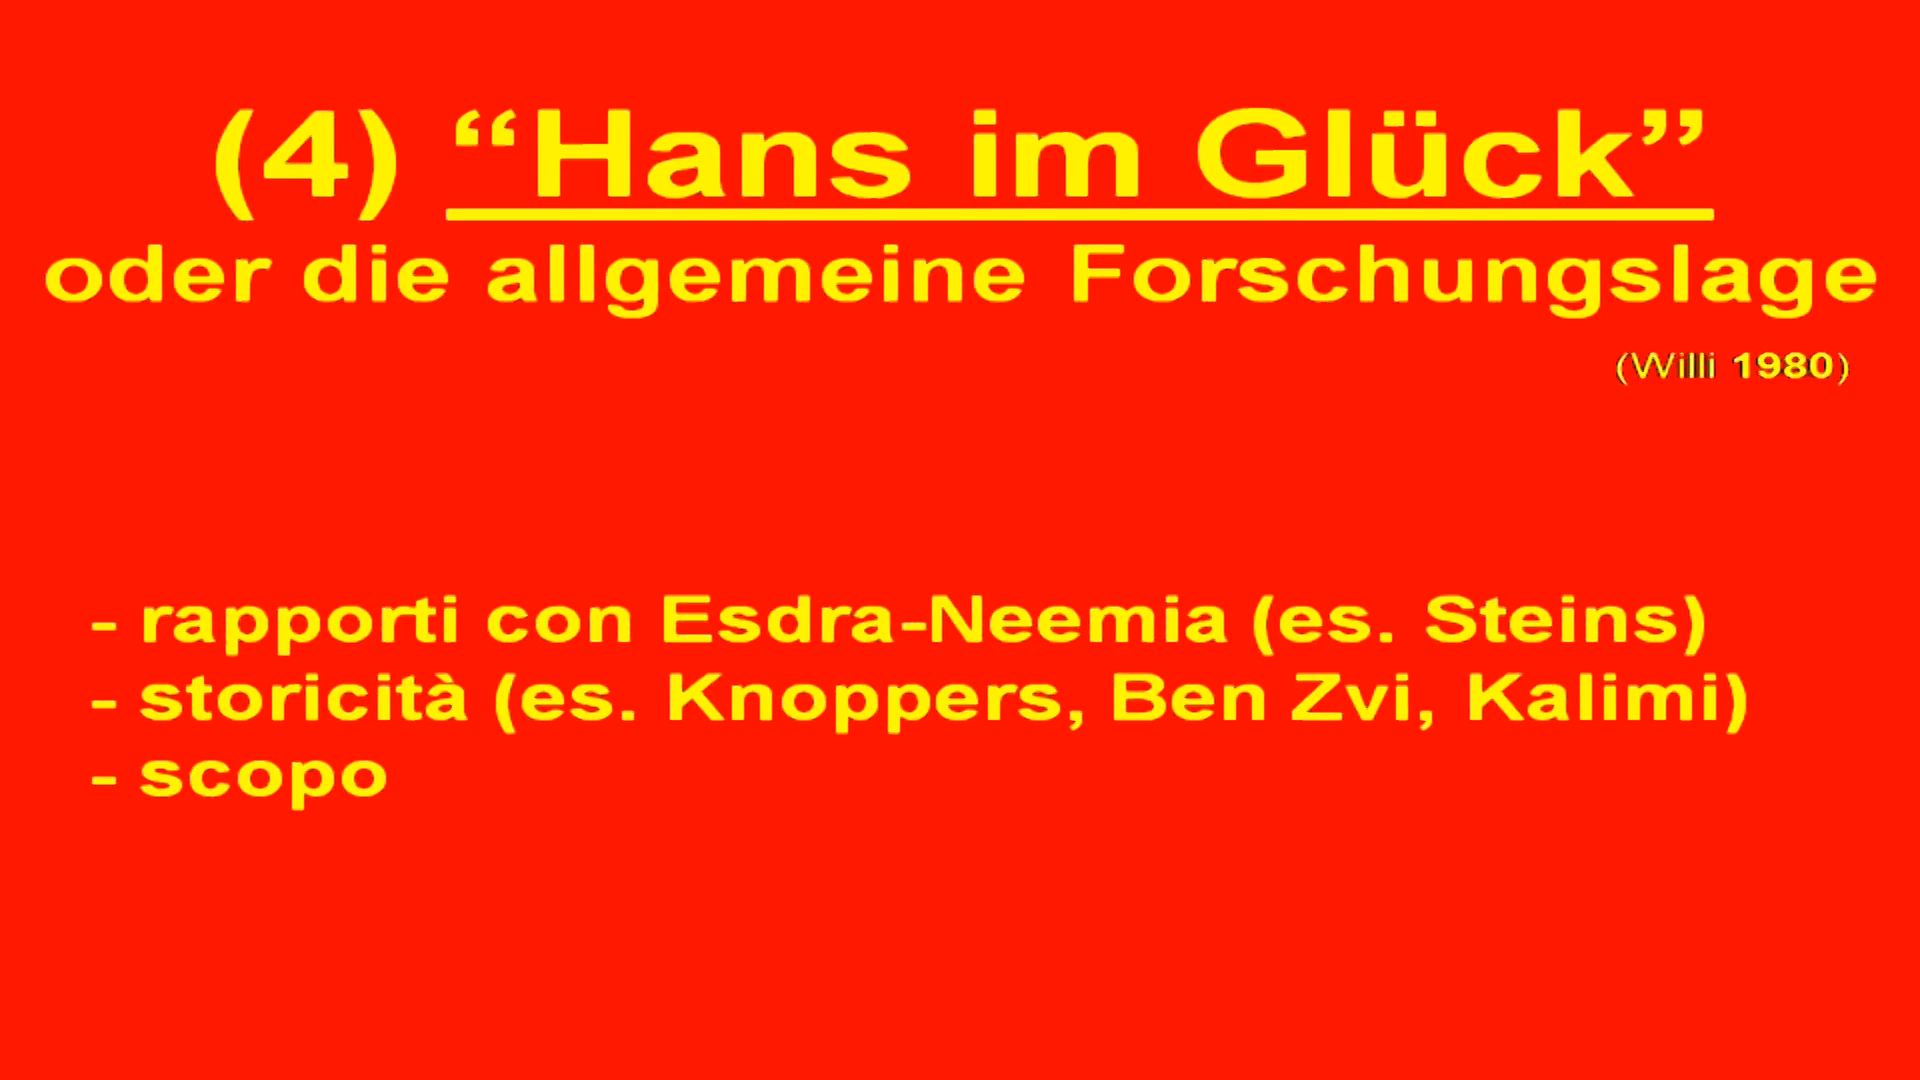 (4) “Hans im Glück”
oder die allgemeine Forschungslage
(Willi 1980)
- rapporti con Esdra-Neemia (es. Steins)
- storicità (es. Knoppers, Ben Zvi, Kalimi)
- scopo